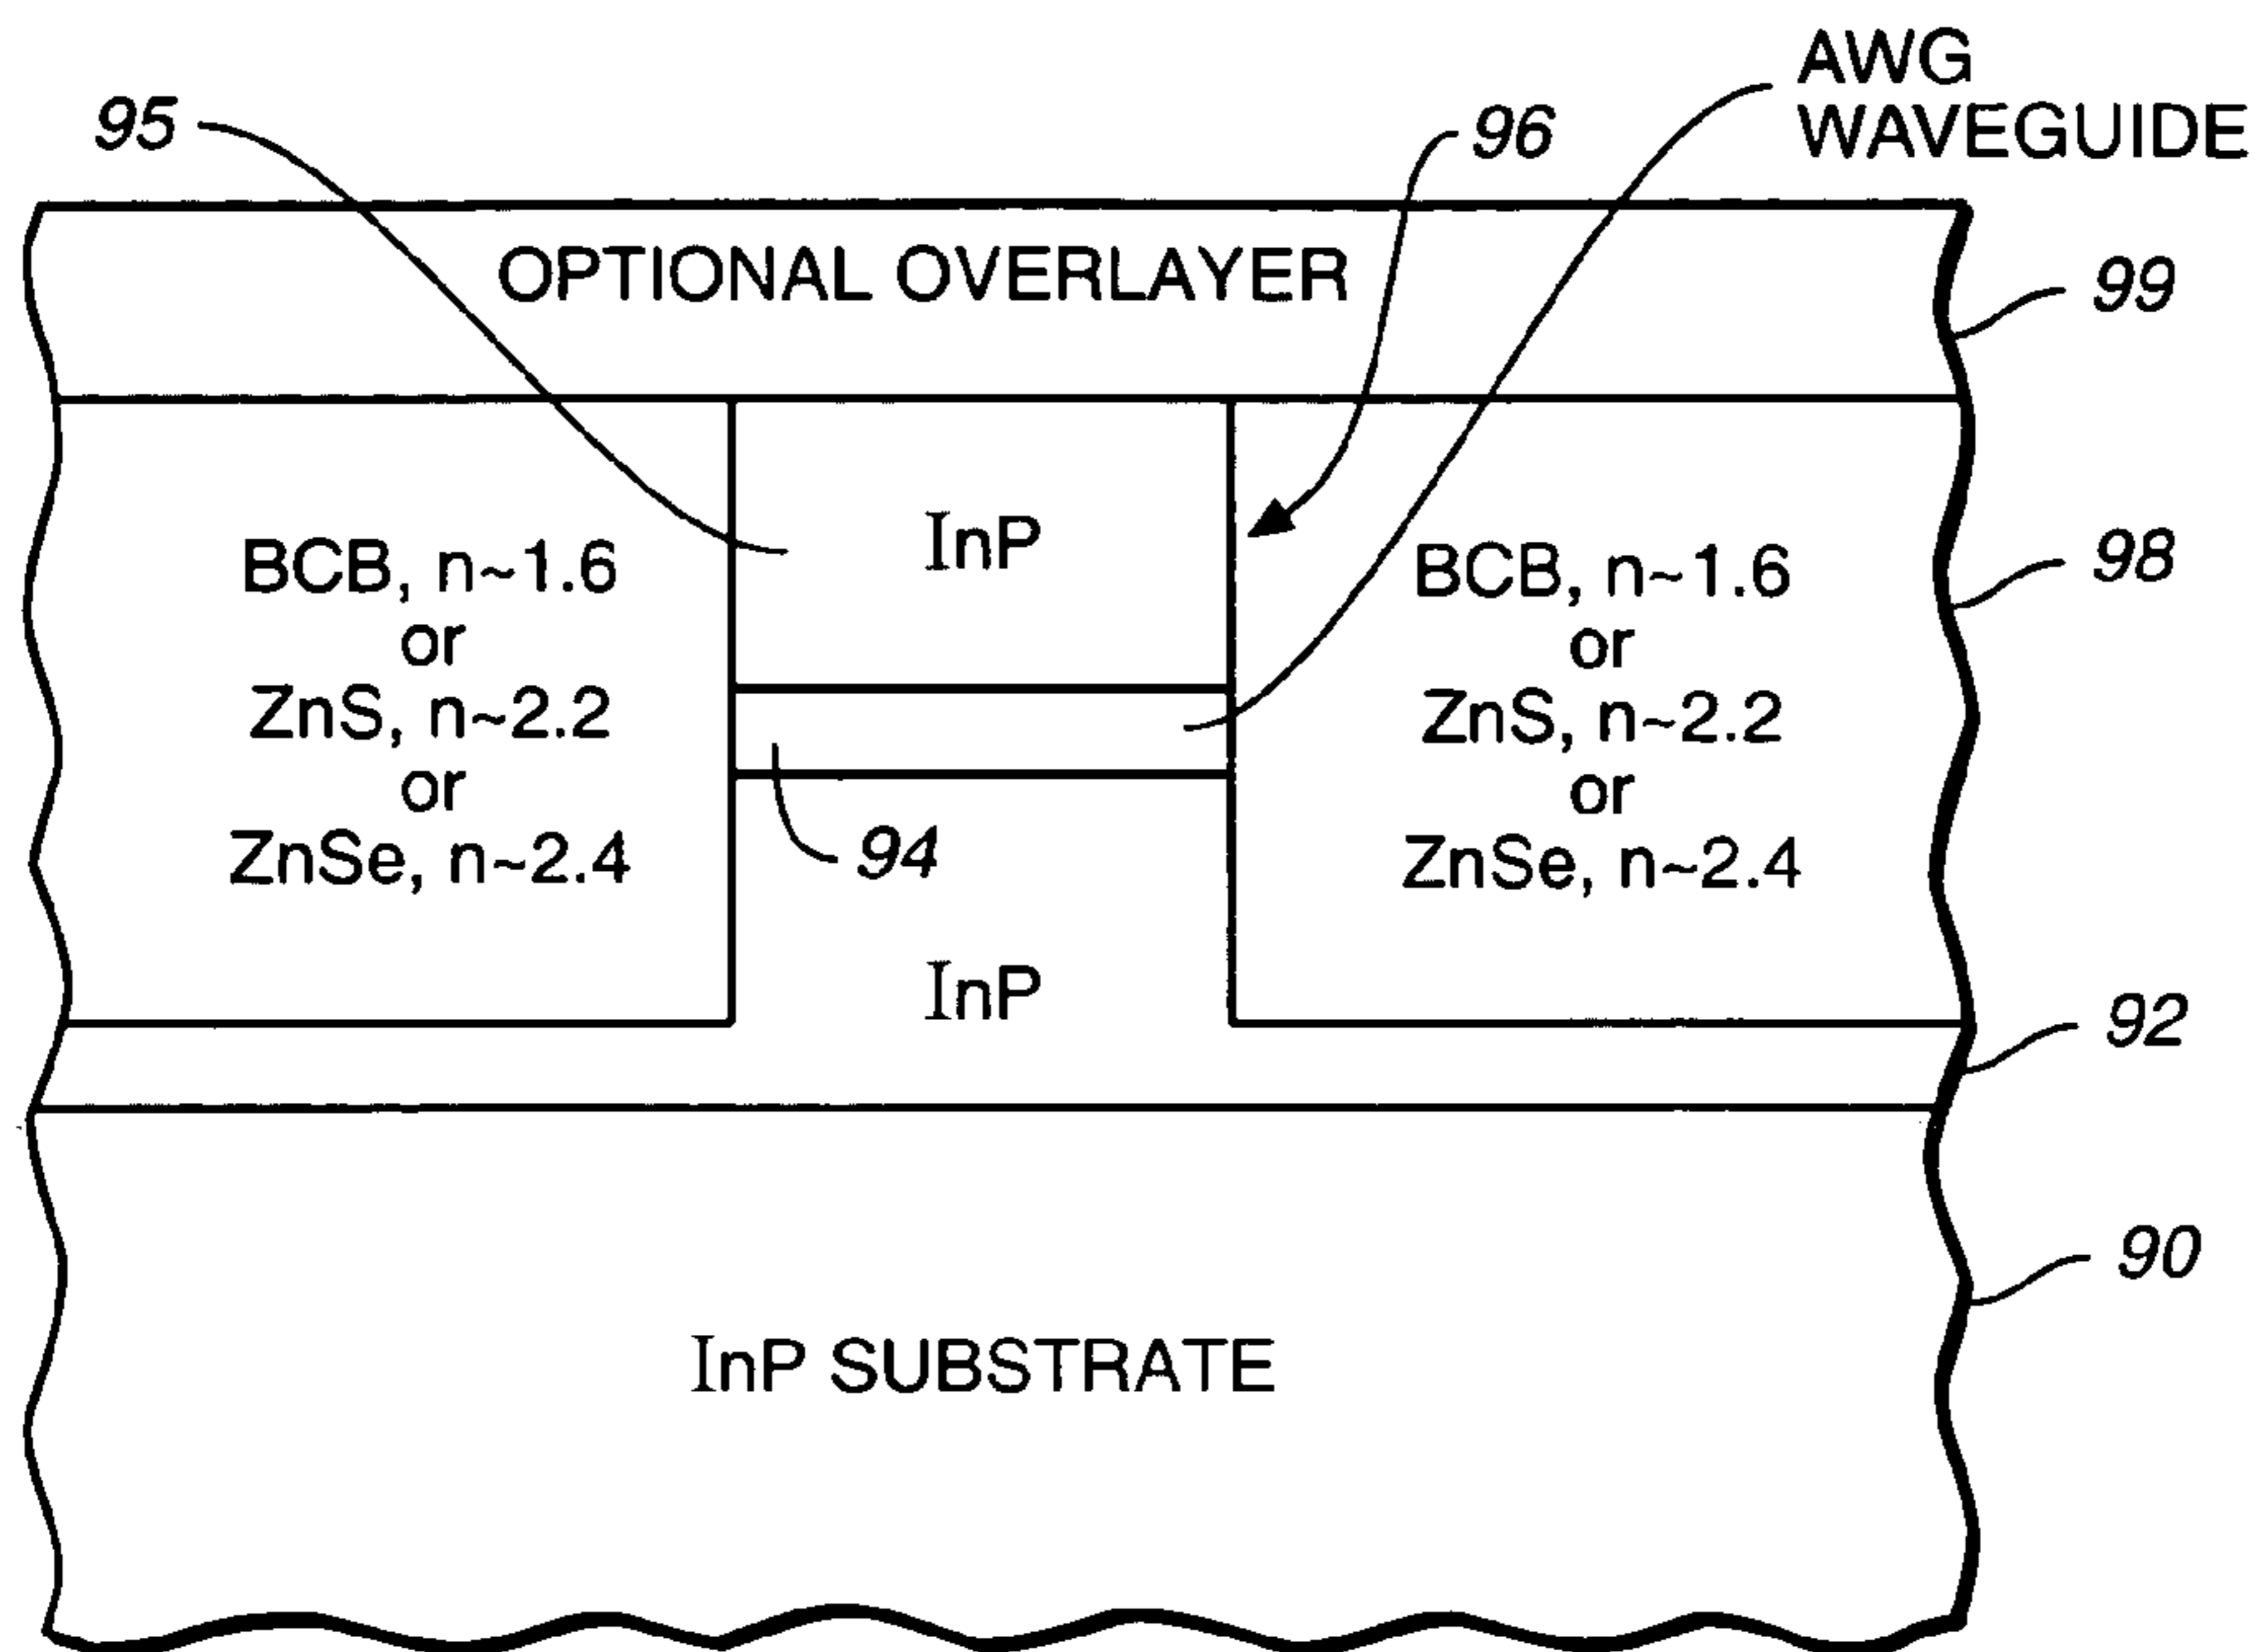 AWG
WAVEGUIDE
95
96
OPTIONAL OVERLAYER
99
InP
BCB, n~1.6
or
ZnS, n~2.2
or
ZnSe, n~2.4
BCB, n~1.6
or
ZnS, n~2.2
or
ZnSe, n~2.4
98
94
InP
92
90
InP SUBSTRATE